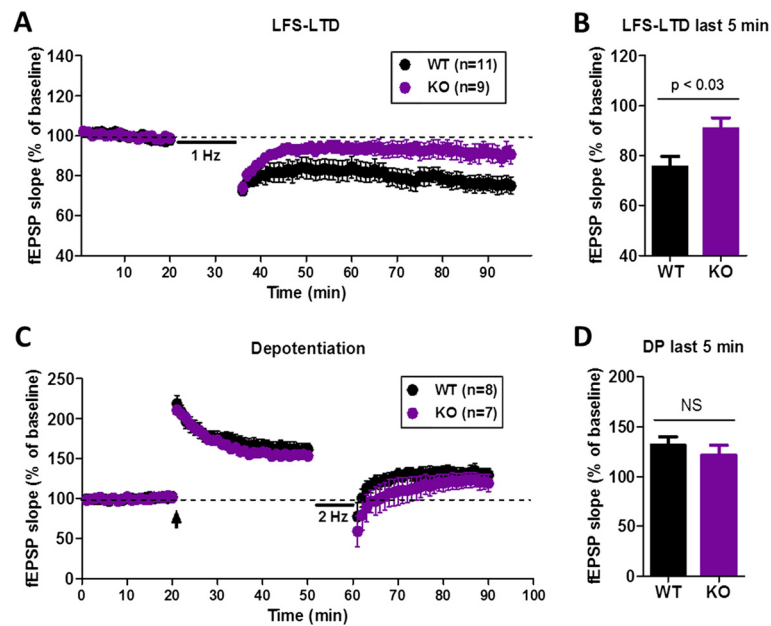 A
LFS-LTD
fEPSP slope (% of baseline)
140
120
100
80
60
40
WT (n=11)
KO (n=9)
1 Hz
10 20 30 40 50 60 70 80 90
Time (min)
B
LFS-LTD last 5 min
fEPSP slope (% of baseline)
120
100
80
60
40
p < 0.03
WT KO
C
Depotentiation
fEPSP slope (% of baseline)
250
200
150
100
50
0
WT (n=8)
KO (n=7)
2 Hz
0 10 20 30 40 50 60 70 80 90 100
Time (min)
D
DP last 5 min
fEPSP slope (% of baseline)
200
150
100
50
0
NS
WT KO